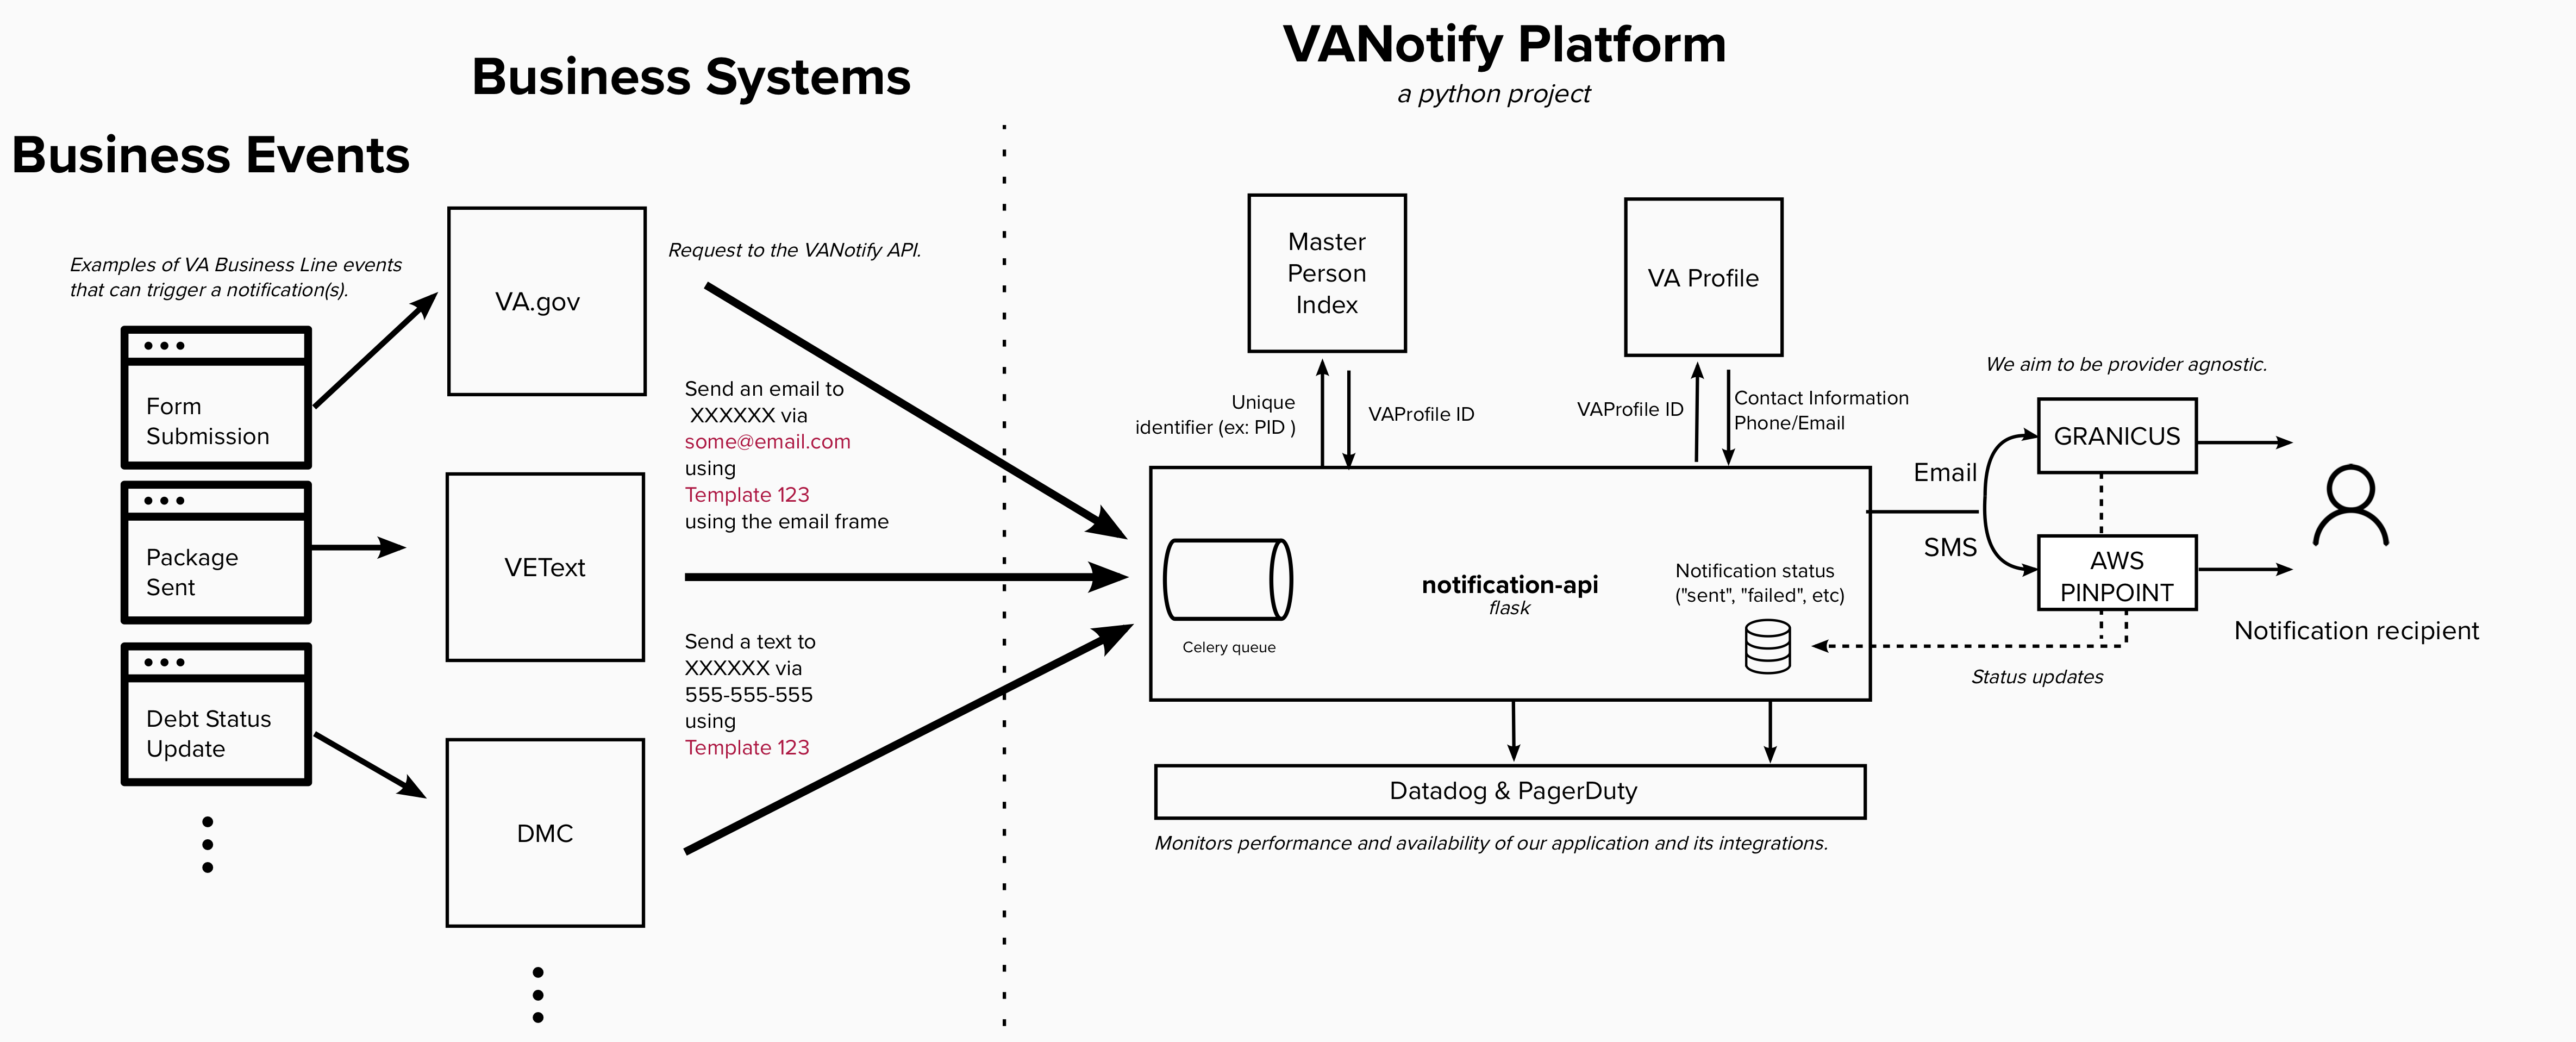 VANotify Platform
a python project
Business Systems
Business Events
Examples of VA Business Line events
that can trigger a notification(s).
Form
Submission
Package
Sent
Debt Status
Update
VA.gov
VEText
DMC
Request to the VANotify API.
Send an email to
XXXXXX via
some@email.com
using
Template 123
using the email frame
Send a text to
XXXXXX via
555-555-555
using
Template 123
Master
Person
Index
VA Profile
Unique
identifier (ex: PID )
VAProfile ID
VAProfile ID
Contact Information
Phone/Email
Celery queue
notification-api
flask
Notification status
("sent", "failed", etc)
Datadog & PagerDuty
Monitors performance and availability of our application and its integrations.
We aim to be provider agnostic.
Email
SMS
GRANICUS
AWS
PINPOINT
Status updates
Notification recipient